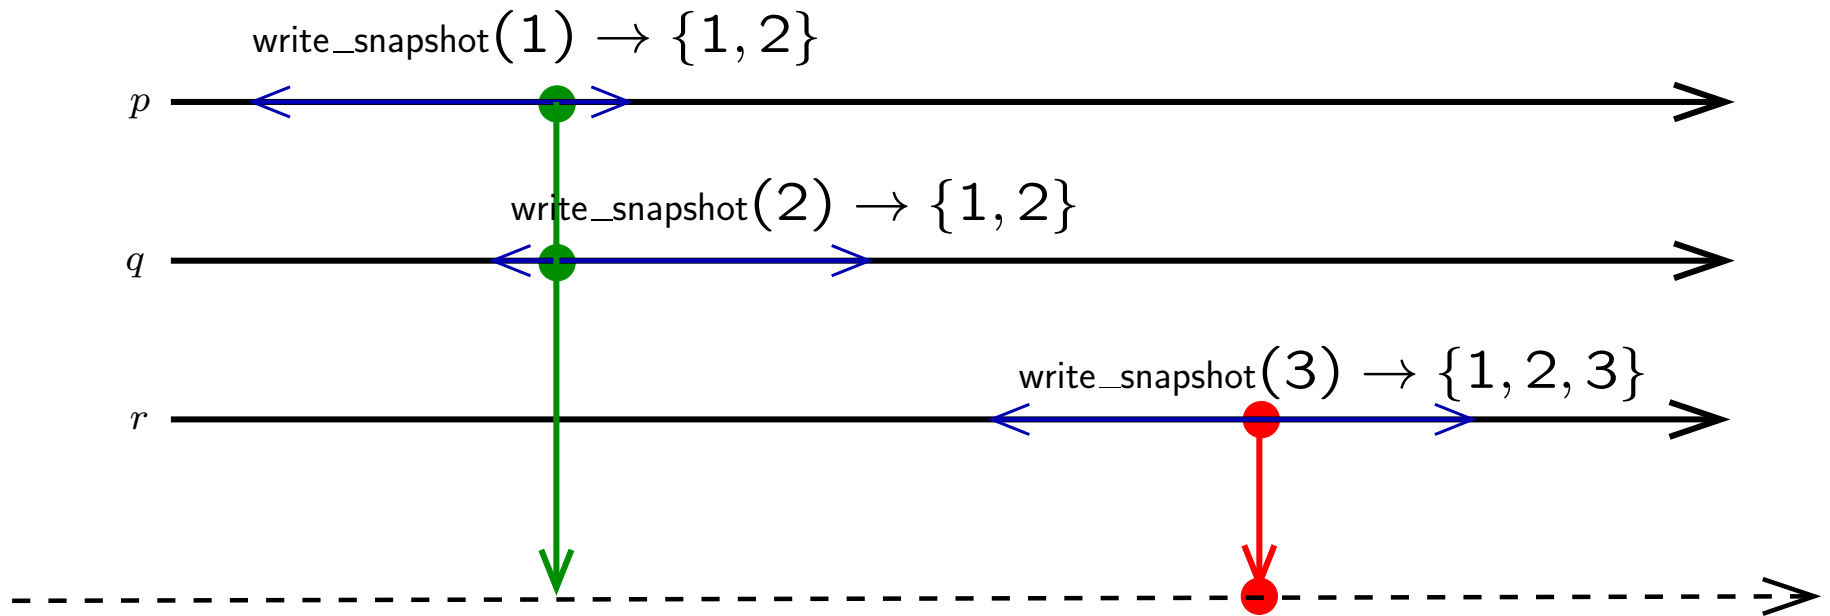 write_snapshot(1) → {1, 2}
p
write_snapshot(2) → {1, 2}
q
write_snapshot(3) → {1, 2, 3}
r